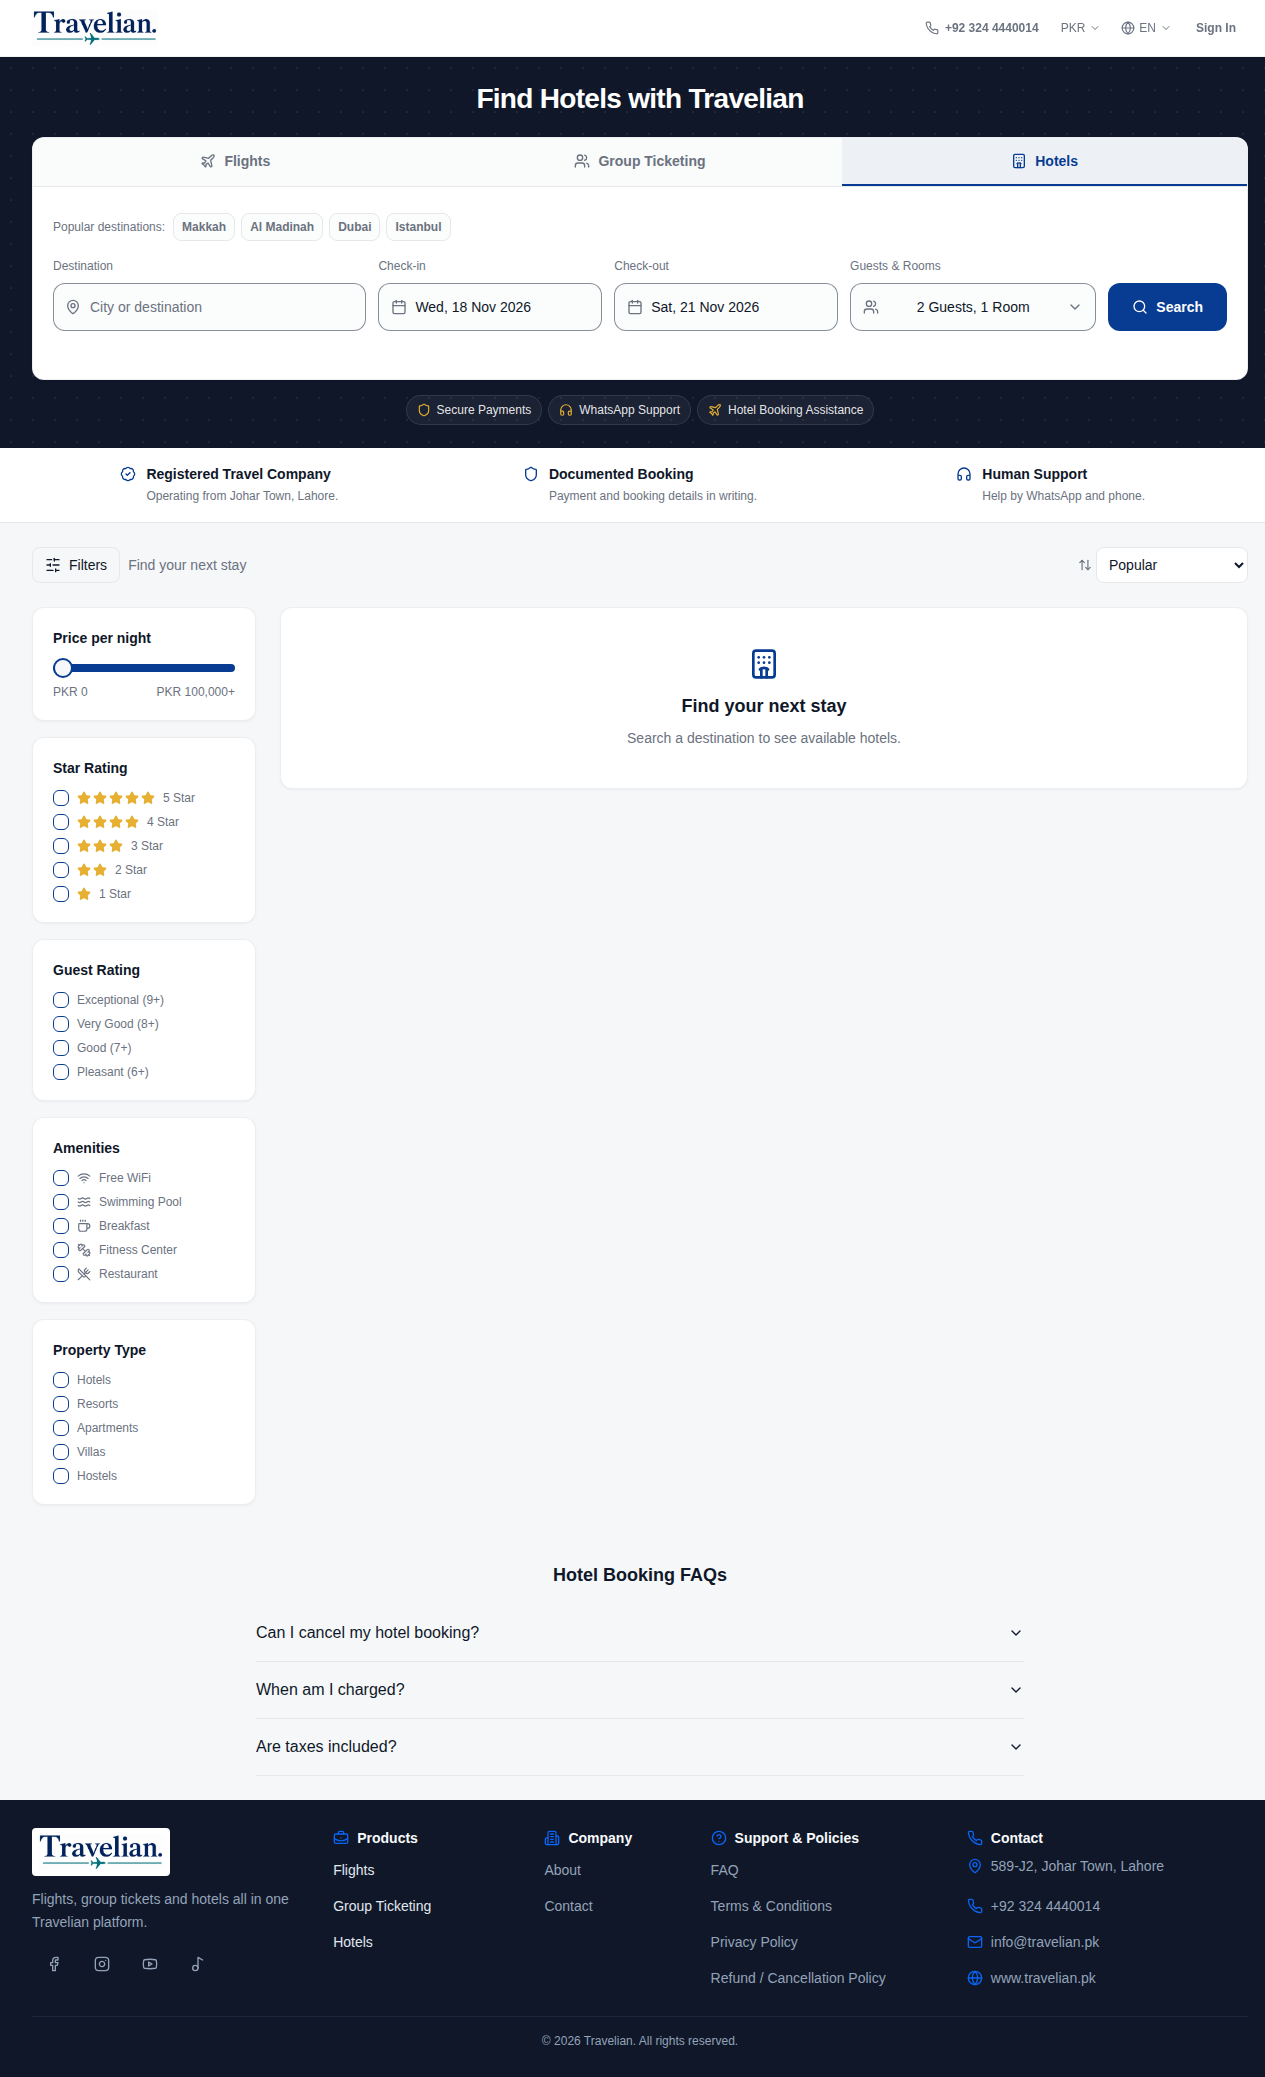 Travelian.
+92 324 4440014
PKR
EN
Sign In
Find Hotels with Travelian
Flights
Group Ticketing
Hotels
Popular destinations:
Makkah
Al Madinah
Dubai
Istanbul
Destination
Check-in
Check-out
Guests & Rooms
City or destination
Wed, 18 Nov 2026
Sat, 21 Nov 2026
2 Guests, 1 Room
Search
Secure Payments
WhatsApp Support
Hotel Booking Assistance
Registered Travel Company
Operating from Johar Town, Lahore.
Documented Booking
Payment and booking details in writing.
Human Support
Help by WhatsApp and phone.
Filters
Find your next stay
Popular
Price per night
PKR 0
PKR 100,000+
Find your next stay
Search a destination to see available hotels.
Star Rating
5 Star
4 Star
3 Star
2 Star
1 Star
Guest Rating
Exceptional (9+)
Very Good (8+)
Good (7+)
Pleasant (6+)
Amenities
Free WiFi
Swimming Pool
Breakfast
Fitness Center
Restaurant
Property Type
Hotels
Resorts
Apartments
Villas
Hostels
Hotel Booking FAQs
Can I cancel my hotel booking?
When am I charged?
Are taxes included?
Travelian.
Flights, group tickets and hotels all in one
Travelian platform.
Products
Flights
Group Ticketing
Hotels
Company
About
Contact
Support & Policies
FAQ
Terms & Conditions
Privacy Policy
Refund / Cancellation Policy
Contact
589-J2, Johar Town, Lahore
+92 324 4440014
info@travelian.pk
www.travelian.pk
© 2026 Travelian. All rights reserved.